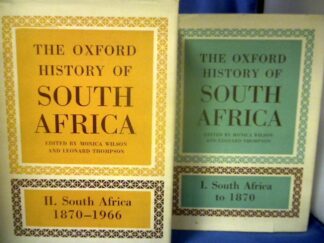 THE OXFORD
HISTORY OF
SOUTH
AFRICA
EDITED BY MONICA WILSON
AND LEONARD THOMPSON
II. South Africa
1870–1966
THE OXFORD
HISTORY OF
SOUTH
AFRICA
EDITED BY MONICA WILSON
AND LEONARD THOMPSON
I. South Africa
to 1870